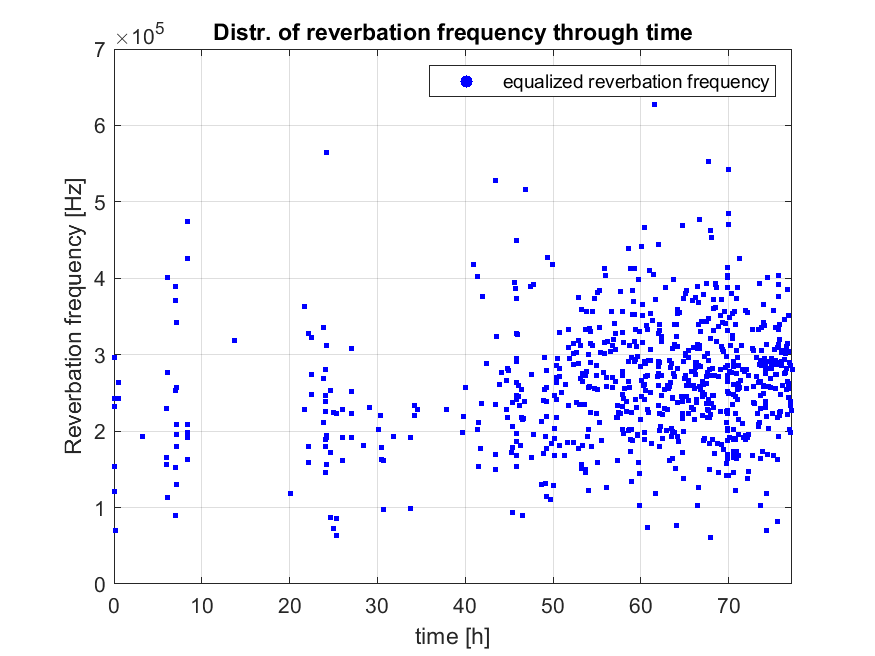 Distr. of reverbation frequency through time
×10^5
equalized reverbation frequency
7
6
5
4
3
2
1
0
Reverbation frequency [Hz]
0 10 20 30 40 50 60 70
time [h]